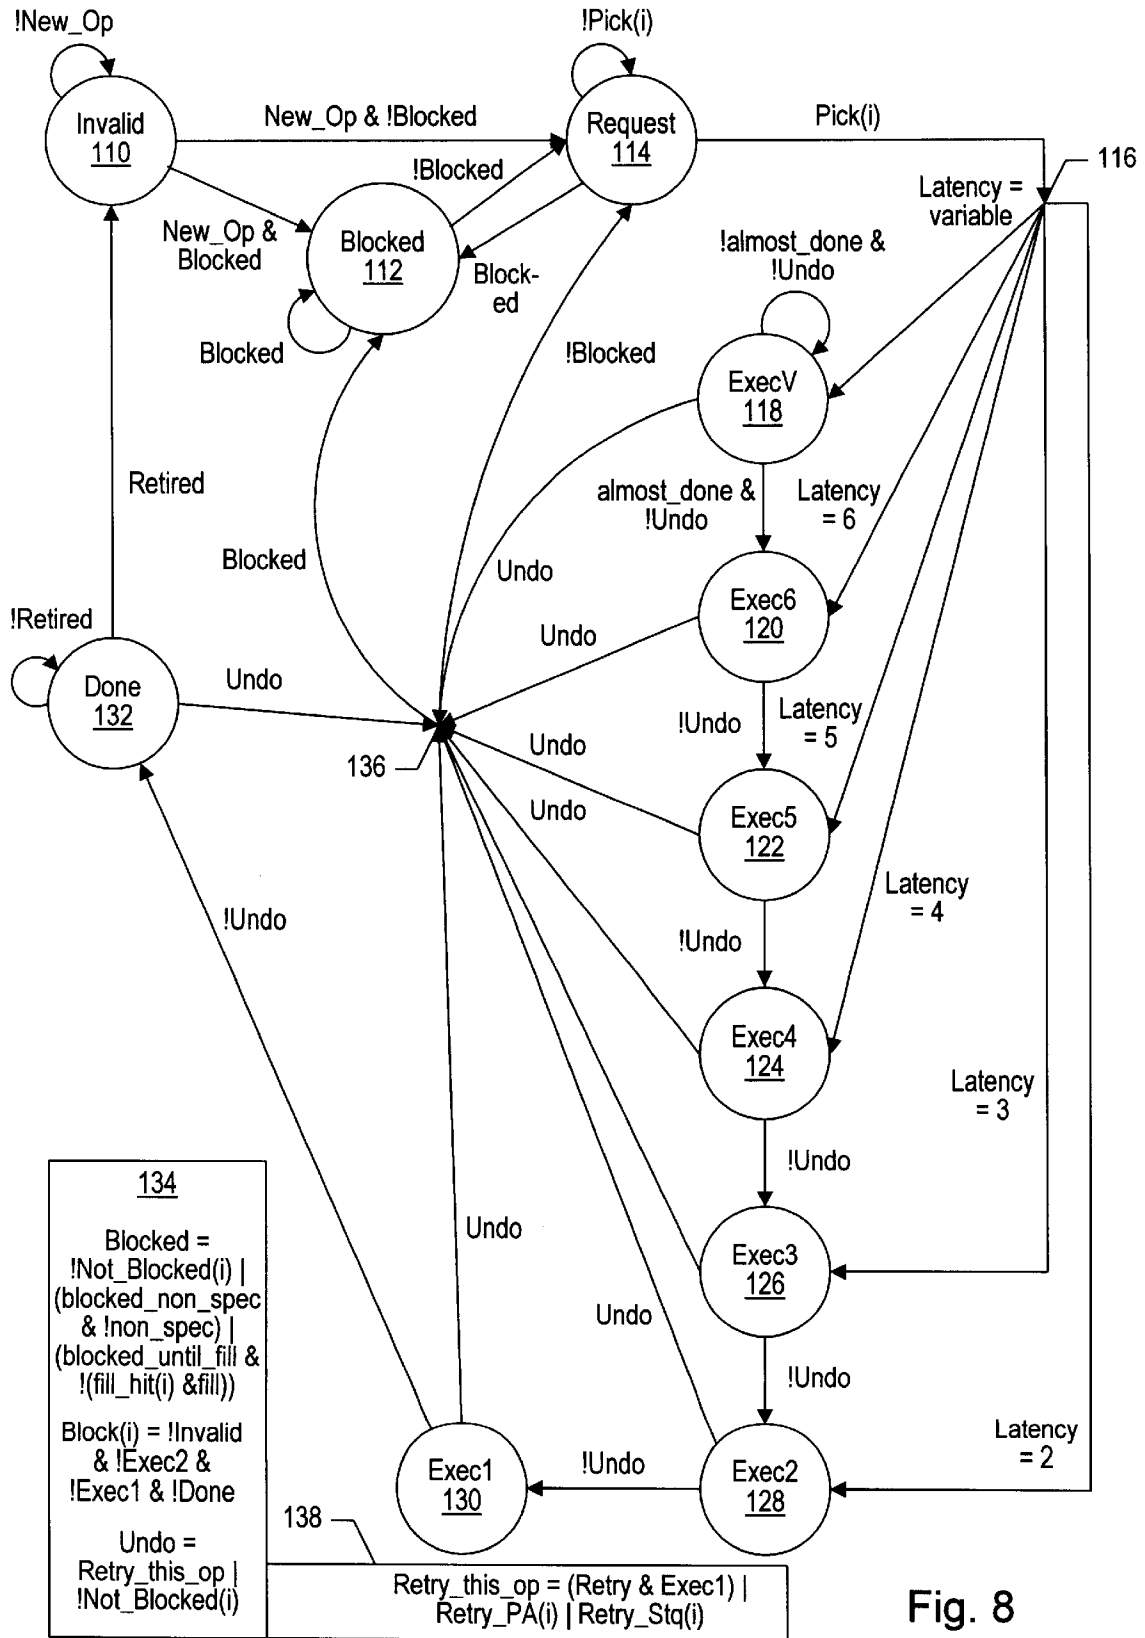 !New_Op
!Pick(i)
Invalid
110
New_Op & !Blocked
Request
114
Pick(i)
116
!Blocked
Latency =
variable
New_Op &
Blocked
Blocked
112
Block-
ed
!almost_done &
!Undo
Blocked
!Blocked
ExecV
118
Retired
almost_done &
!Undo
Latency
= 6
Blocked
Undo
Exec6
120
!Retired
Undo
Done
132
Undo
!Undo
Latency
= 5
136
Undo
Undo
Exec5
122
Latency
= 4
!Undo
!Undo
Exec4
124
Latency
= 3
!Undo
134
Blocked =
!Not_Blocked(i) |
(blocked_non_spec
& !non_spec) |
(blocked_until_fill &
!(fill_hit(i) &fill))
Block(i) = !Invalid
& !Exec2 &
!Exec1 & !Done
Undo =
Retry_this_op |
!Not_Blocked(i)
Undo
Exec3
126
Undo
!Undo
Latency
= 2
Exec1
130
!Undo
Exec2
128
138
Retry_this_op = (Retry & Exec1) |
Retry_PA(i) | Retry_Stq(i)
Fig. 8